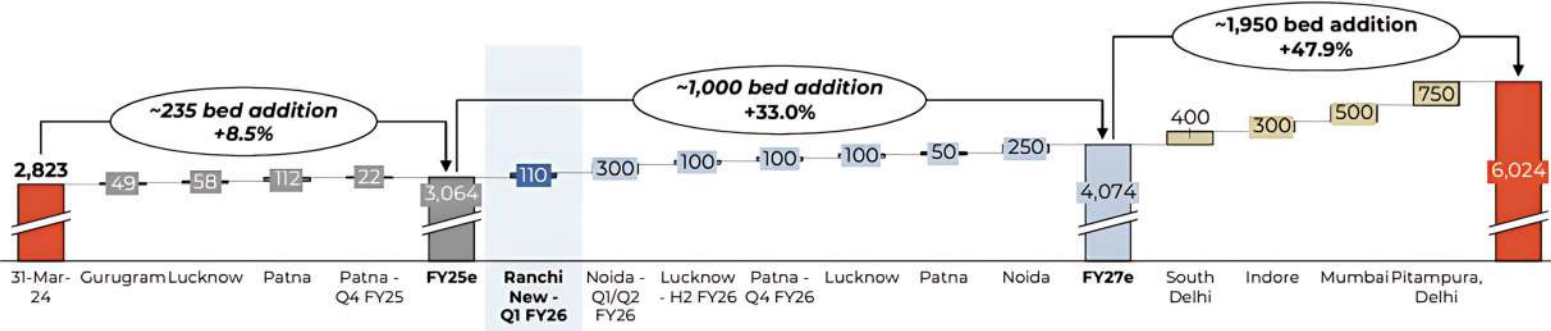 ~1,950 bed addition
+47.9%
~1,000 bed addition
+33.0%
~235 bed addition
+8.5%
2,823
49
58
112
22
3,064
110
300
100
100
100
50
250
4,074
400
300
500
750
6,024
31-Mar-
24
Gurugram
Lucknow
Patna
Patna -
Q4 FY25
FY25e
Ranchi
New -
Q1 FY26
Noida -
Q1/Q2
FY26
Lucknow
- H2 FY26
Patna -
Q4 FY26
Lucknow
Patna
Noida
FY27e
South
Delhi
Indore
Mumbai
Pitampura,
Delhi